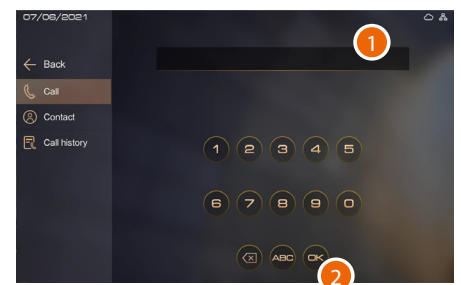 07/06/2021
1
Back
Call
Contact
Call history
1 2 3 4 5
6 7 8 9 0
ABC OK
2